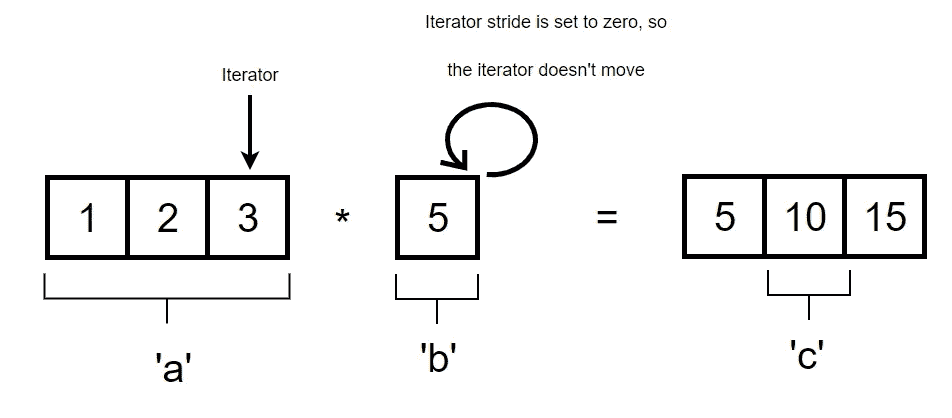 Iterator stride is set to zero, so
the iterator doesn't move
Iterator
1 2 3 * 5 = 5 10 15
'a' 'b' 'c'